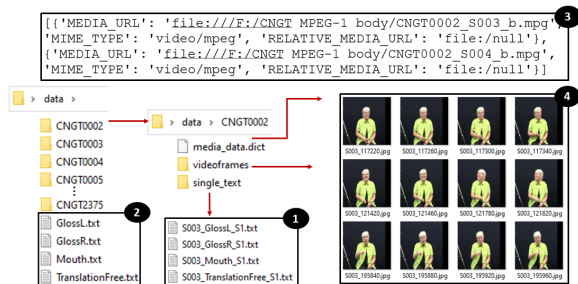 [{'MEDIA_URL': 'file:///F:/CNGT MPEG-1 body/CNGT0002_S003_b.mpg',
'MIME_TYPE': 'video/mpeg', 'RELATIVE_MEDIA_URL': 'file:/null'},
{'MEDIA_URL': 'file:///F:/CNGT MPEG-1 body/CNGT0002_S004_b.mpg',
'MIME_TYPE': 'video/mpeg', 'RELATIVE_MEDIA_URL': 'file:/null'}]
3
> data >
CNGT0002
CNGT0003
CNGT0004
CNGT0005
CNGT2375
2
GlossL.txt
GlossR.txt
Mouth.txt
TranslationFree.txt
> data > CNGT0002
media_data.dict
videoframes
single_text
1
S003_GlossL_S1.txt
S003_GlossR_S1.txt
S003_Mouth_S1.txt
S003_TranslationFree_S1.txt
4
S003_117220.jpg S003_117260.jpg S003_117300.jpg S003_117340.jpg
S003_121420.jpg S003_121460.jpg S003_121780.jpg S003_121820.jpg
S003_195840.jpg S003_195880.jpg S003_195920.jpg S003_195960.jpg